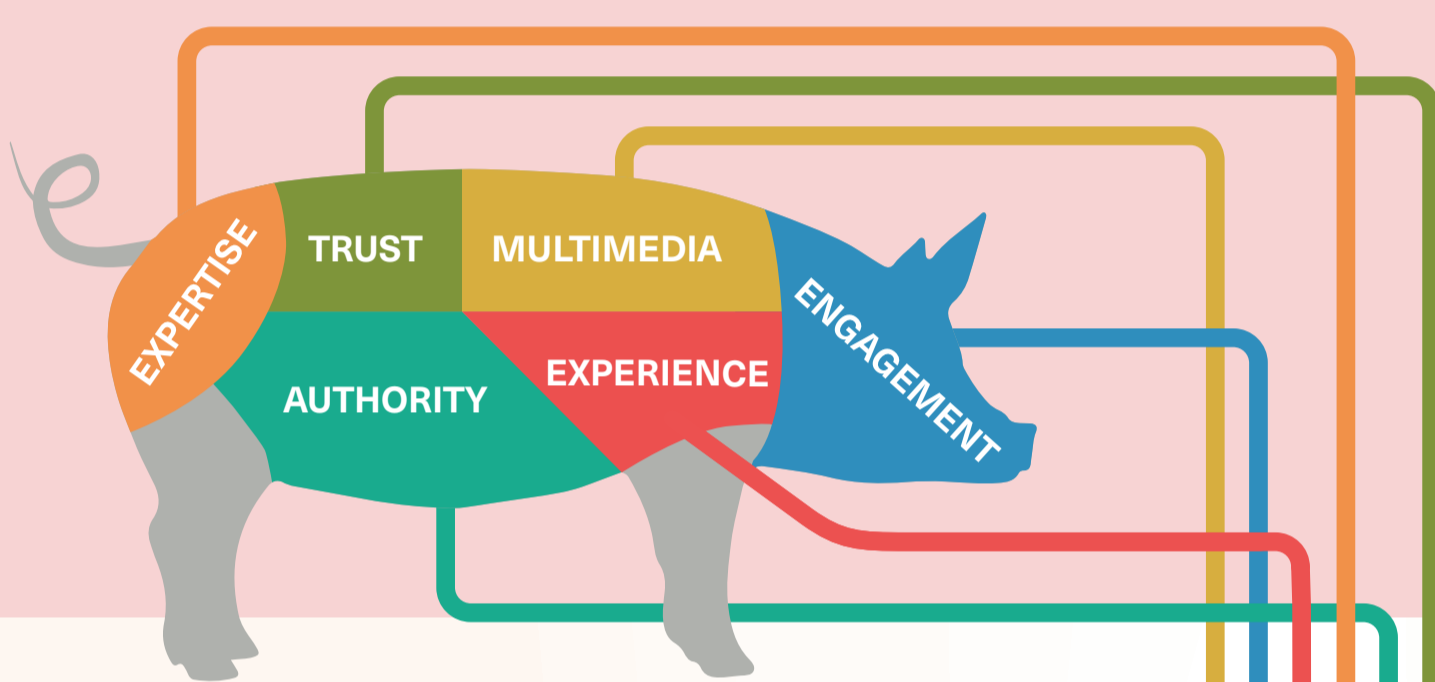 EXPERTISE
TRUST
MULTIMEDIA
ENGAGEMENT
AUTHORITY
EXPERIENCE